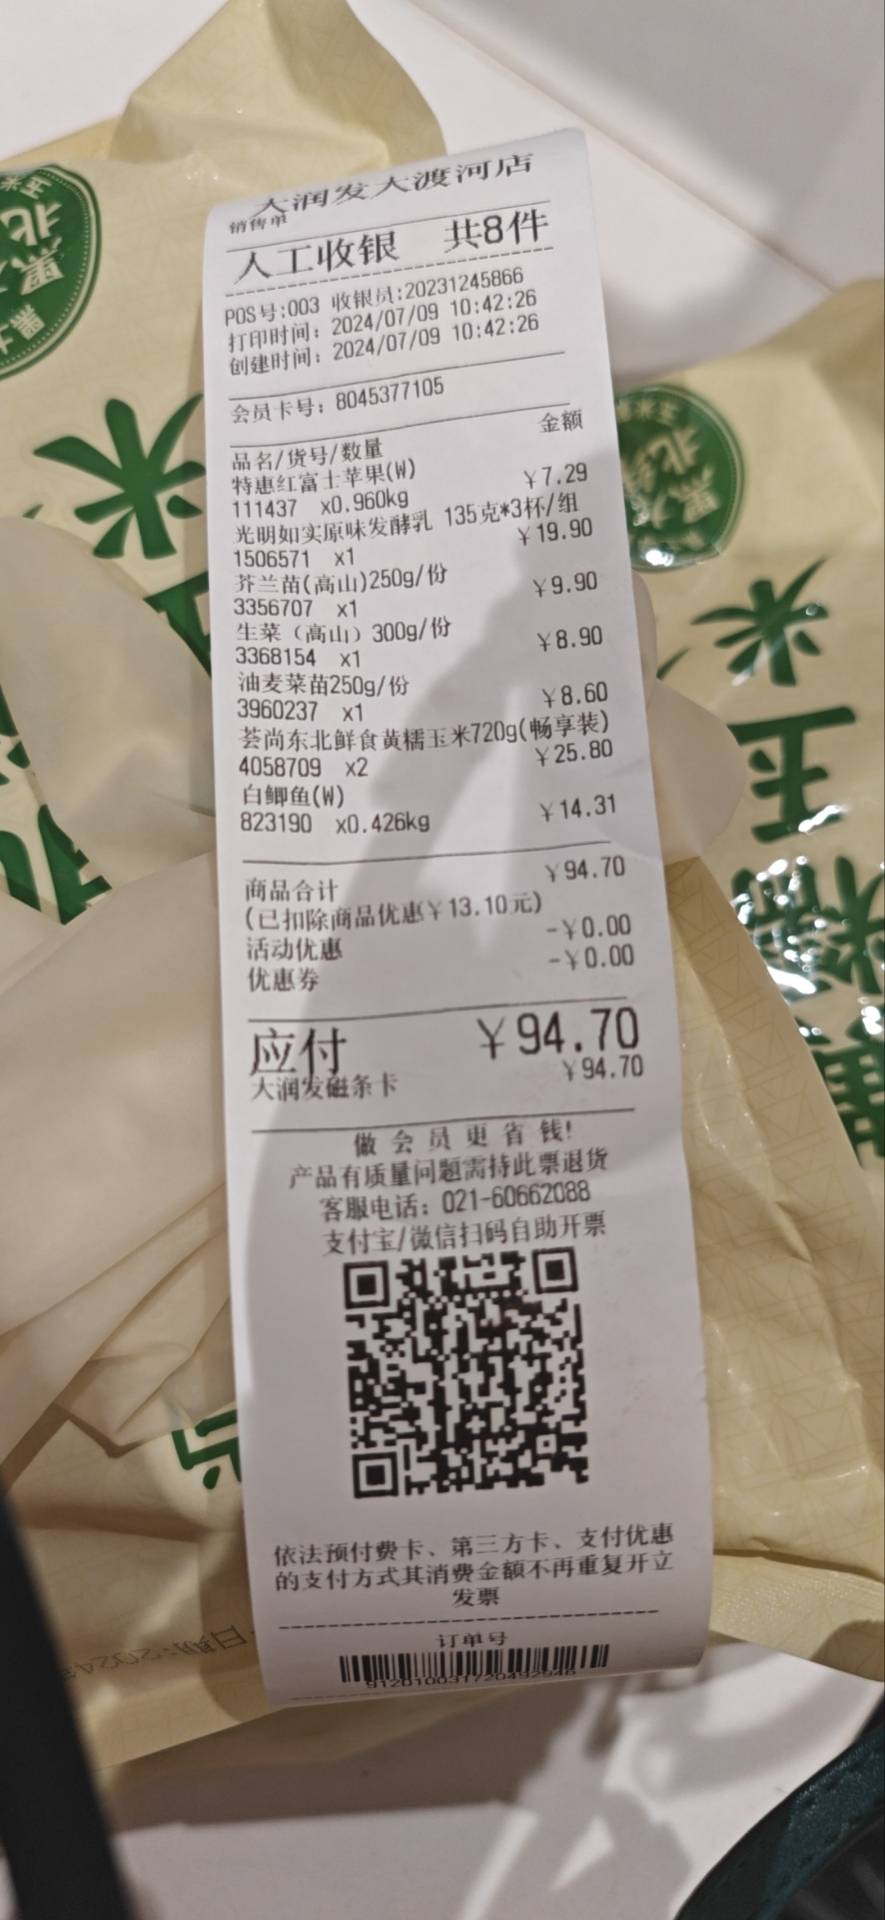 大润发大渡河店
销售单
人工收银 共8件
POS号:003 收银员:20231245866
打印时间: 2024/07/09 10:42:26
创建时间: 2024/07/09 10:42:26
会员卡号: 8045377105
金额
品名/货号/数量
特惠红富士苹果(W)
111437 x0.960kg ￥7.29
光明如实原味发酵乳 135克*3杯/组
1506571 x1 ￥19.90
芥兰苗(高山)250g/份
3356707 x1 ￥9.90
生菜（高山）300g/份
3368154 x1 ￥8.90
油麦菜苗250g/份
3960237 x1 ￥8.60
荟尚东北鲜食黄糯玉米720g(畅享装)
4058709 x2 ￥25.80
白鲫鱼(W)
823190 x0.426kg ￥14.31
商品合计 ￥94.70
(已扣除商品优惠￥13.10元)
活动优惠 -￥0.00
优惠券 -￥0.00
应付 ￥94.70
大润发磁条卡 ￥94.70
做会员更省钱!
产品有质量问题需持此票退货
客服电话: 021-60662088
支付宝/微信扫码自助开票
依法预付费卡、第三方卡、支付优惠
的支付方式其消费金额不再重复开立
发票
订单号
米
米
玉
糯
黄